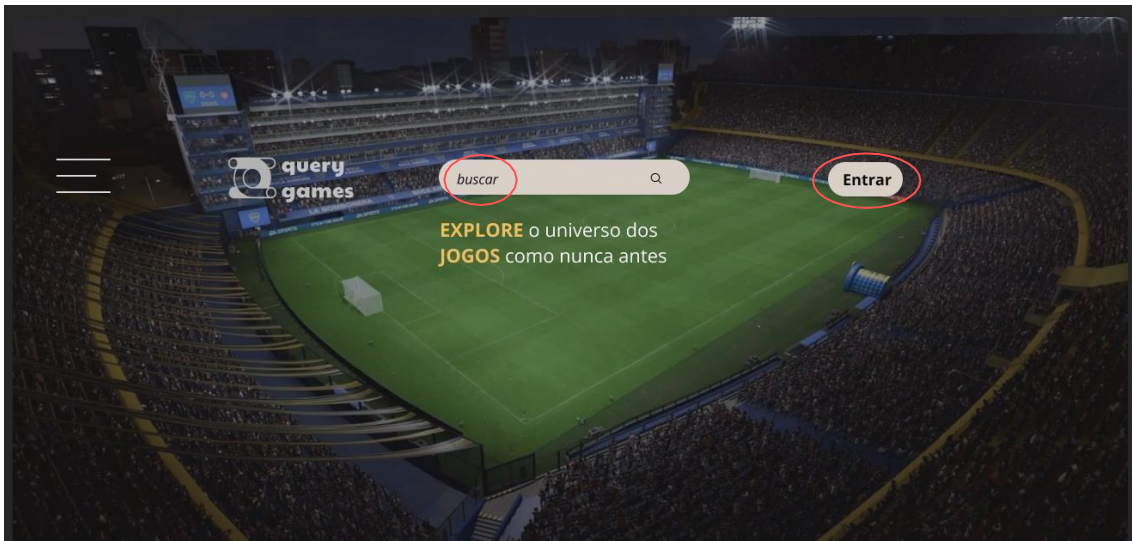 query
games
buscar
Entrar
EXPLORE o universo dos
JOGOS como nunca antes